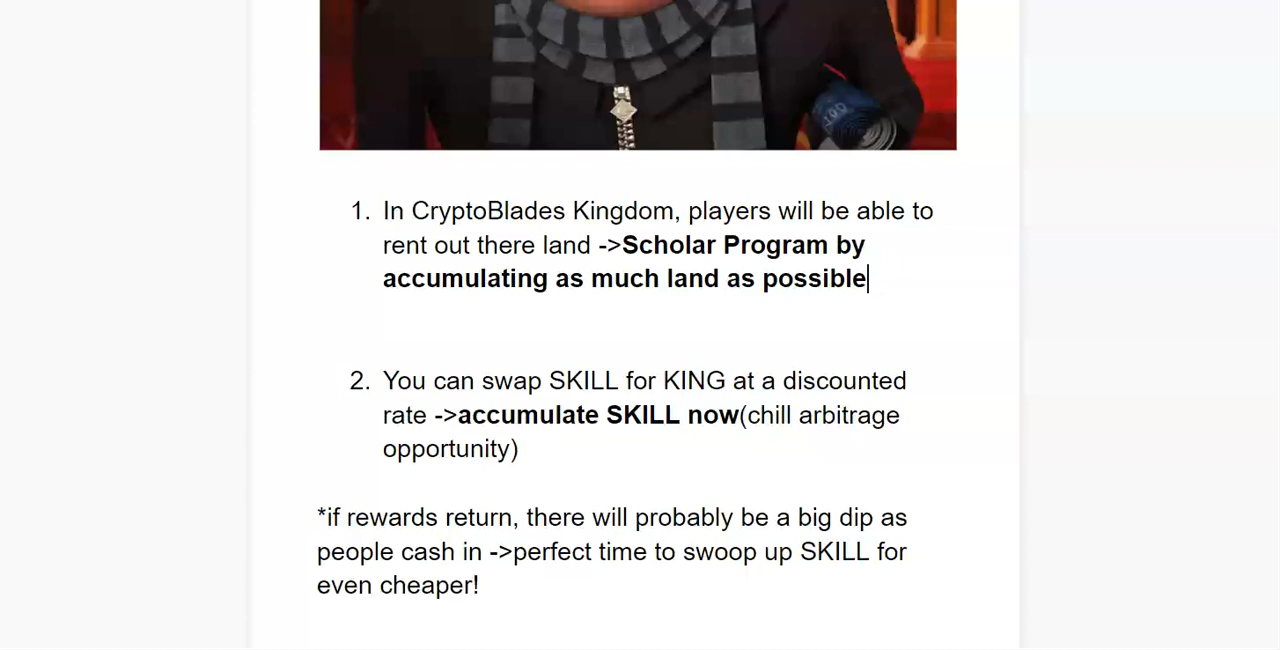 100
1. In CryptoBlades Kingdom, players will be able to
rent out there land ->Scholar Program by
accumulating as much land as possible
2. You can swap SKILL for KING at a discounted
rate ->accumulate SKILL now(chill arbitrage
opportunity)
*if rewards return, there will probably be a big dip as
people cash in ->perfect time to swoop up SKILL for
even cheaper!